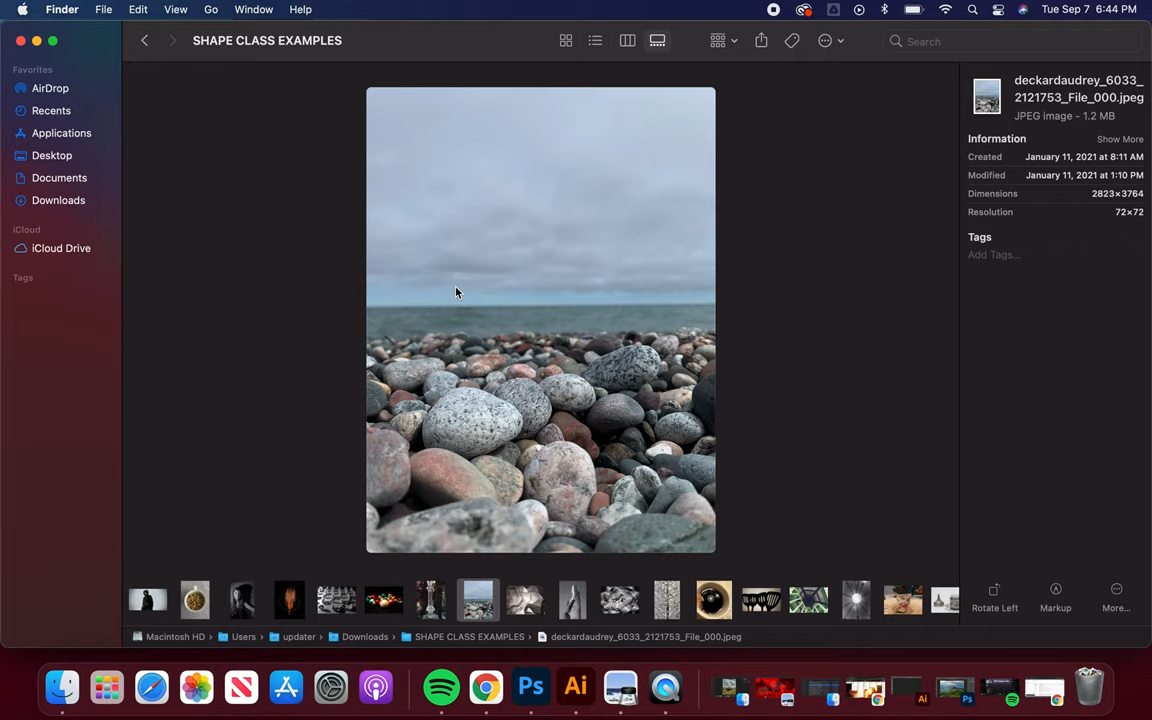 Finder File Edit View Go Window Help Tue Sep 7 6:44 PM
SHAPE CLASS EXAMPLES Search
Favorites
AirDrop
Recents
Applications
Desktop
Documents
Downloads
iCloud
iCloud Drive
Tags
deckardaudrey_6033_
2121753_File_000.jpeg
JPEG image - 1.2 MB
Information Show More
Created January 11, 2021 at 8:11 AM
Modified January 11, 2021 at 1:10 PM
Dimensions 2823×3764
Resolution 72×72
Tags
Add Tags...
Rotate Left Markup More...
Macintosh HD › Users › updater › Downloads › SHAPE CLASS EXAMPLES › deckardaudrey_6033_2121753_File_000.jpeg
Ps Ai Ai Ps